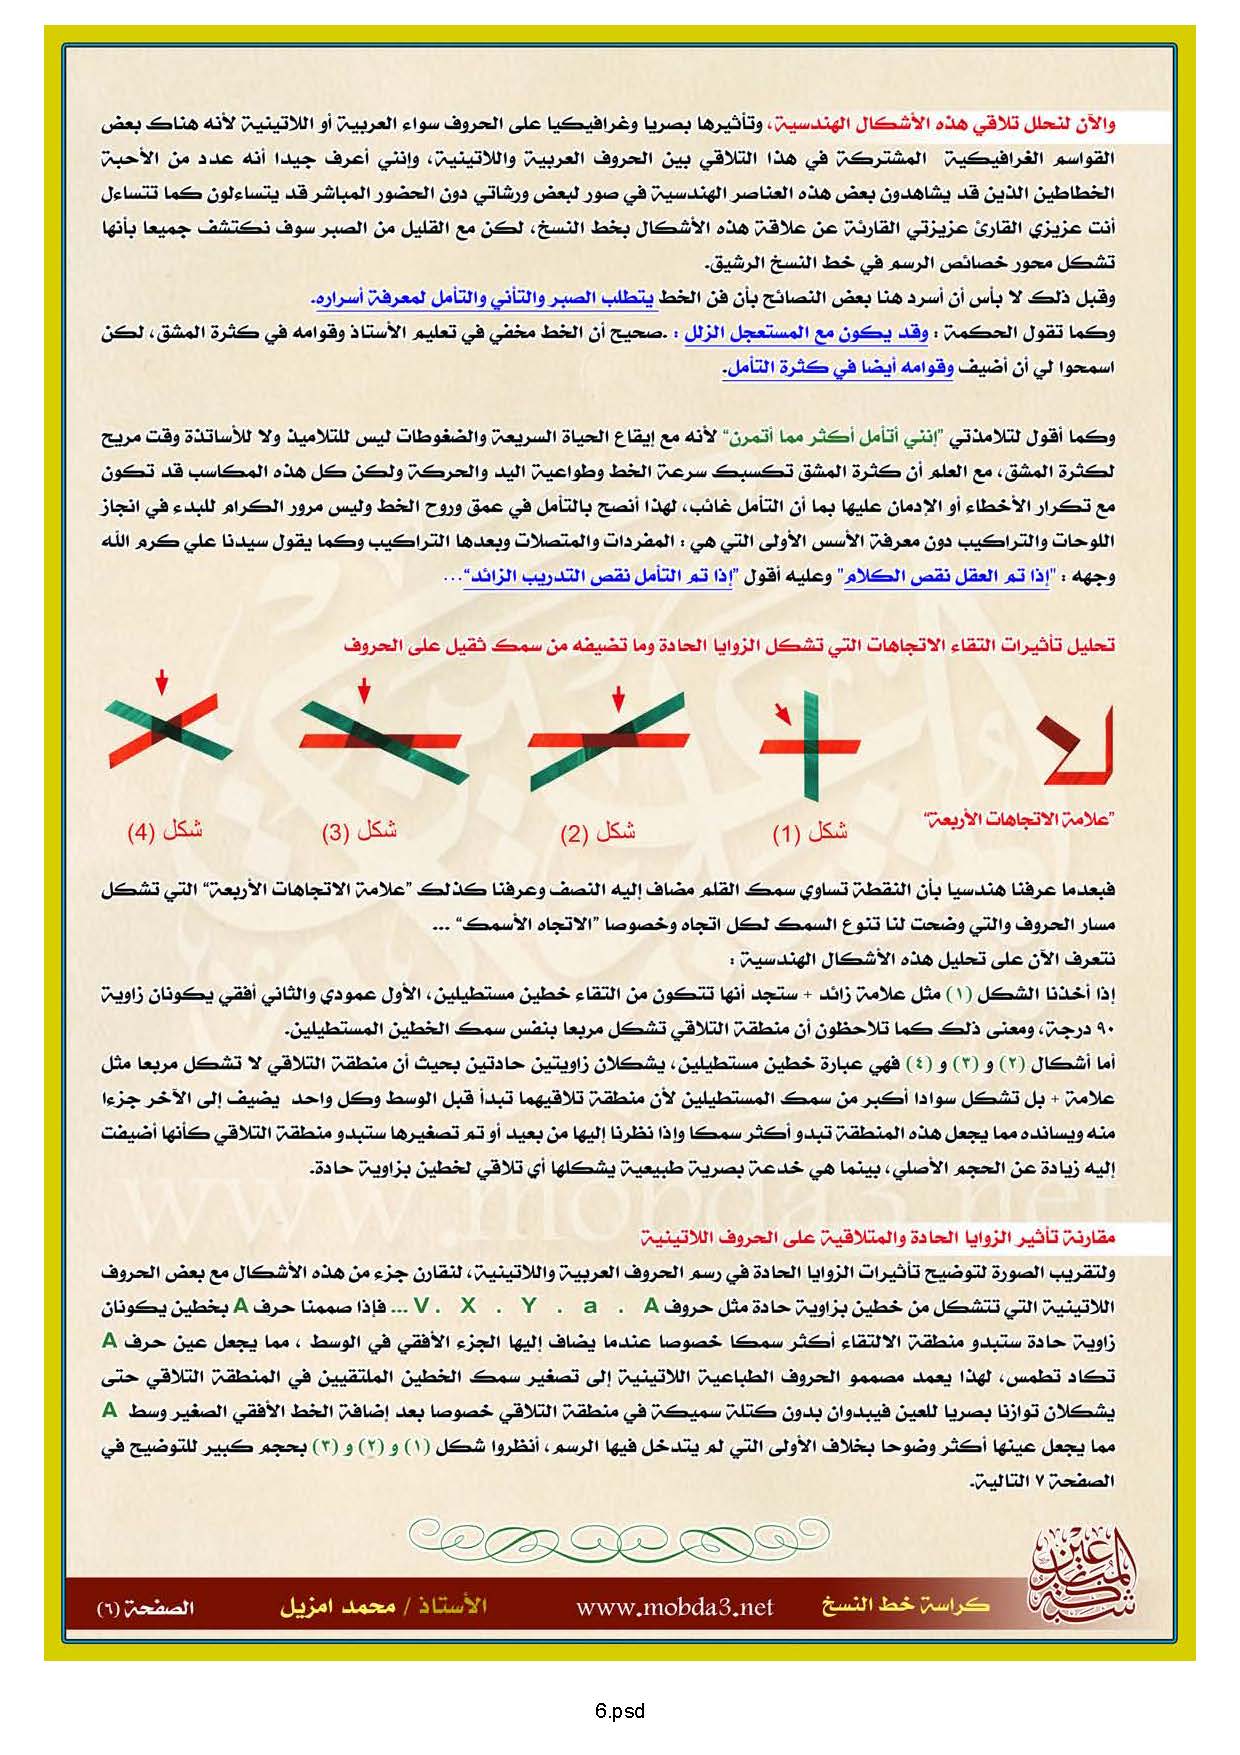 والآن لنحلل تلاقي هذه الأشكال الهندسية، وتأثيرها بصريا وغرافيكيا على الحروف سواء العربية أو اللاتينية لأنه هناك بعض
القواسم الغرافيكية المشتركة في هذا التلاقي بين الحروف العربية واللاتينية، وإنني أعرف جيدا أنه عدد من الأحبة
الخطاطين الذين قد يشاهدون بعض هذه العناصر الهندسية في صور لبعض ورشاتي دون الحضور المباشر قد يتساءلون كما تتساءل
أنت عزيزي القارئ عزيزتي القارئة عن علاقة هذه الأشكال بخط النسخ، لكن مع القليل من الصبر سوف نكتشف جميعا بأنها
تشكل محور خصائص الرسم في خط النسخ الرشيق.
وقبل ذلك لا بأس أن أسرد هنا بعض النصائح بأن فن الخط يتطلب الصبر والتأني والتأمل لمعرفة أسراره.
وكما تقول الحكمة : وقد يكون مع المستعجل الزلل : .صحيح أن الخط مخفي في تعليم الأستاذ وقوامه في كثرة المشق، لكن
اسمحوا لي أن أضيف وقوامه أيضا في كثرة التأمل.
وكما أقول لتلامذتي "إنني أتأمل أكثر مما أتمرن" لأنه مع إيقاع الحياة السريعة والضغوطات ليس للتلاميذ ولا للأساتذة وقت مريح
لكثرة المشق، مع العلم أن كثرة المشق تكسبك سرعة الخط وطواعية اليد والحركة ولكن كل هذه المكاسب قد تكون
مع تكرار الأخطاء أو الإدمان عليها بما أن التأمل غائب، لهذا أنصح بالتأمل في عمق وروح الخط وليس مرور الكرام للبدء في انجاز
اللوحات والتراكيب دون معرفة الأسس الأولى التي هي : المفردات والمتصلات وبعدها التراكيب وكما يقول سيدنا علي كرم الله
وجهه : "إذا تم العقل نقص الكلام" وعليه أقول "إذا تم التأمل نقص التدريب الزائد"...
تحليل تأثيرات التقاء الاتجاهات التي تشكل الزوايا الحادة وما تضيفه من سمك ثقيل على الحروف
"علامة الاتجاهات الأربعة"
شكل (1)
شكل (2)
شكل (3)
شكل (4)
فبعدما عرفنا هندسيا بأن النقطة تساوي سمك القلم مضاف إليه النصف وعرفنا كذلك "علامة الاتجاهات الأربعة" التي تشكل
مسار الحروف والتي وضحت لنا تنوع السمك لكل اتجاه وخصوصا "الاتجاه الأسمك" ...
نتعرف الآن على تحليل هذه الأشكال الهندسية :
إذا أخذنا الشكل (١) مثل علامة زائد + ستجد أنها تتكون من التقاء خطين مستطيلين، الأول عمودي والثاني أفقي يكونان زاوية
٩٠ درجة، ومعنى ذلك كما تلاحظون أن منطقة التلاقي تشكل مربعا بنفس سمك الخطين المستطيلين.
أما أشكال (٢) و (٣) و (٤) فهي عبارة خطين مستطيلين، يشكلان زاويتين حادتين بحيث أن منطقة التلاقي لا تشكل مربعا مثل
علامة + بل تشكل سوادا أكبر من سمك المستطيلين لأن منطقة تلاقيهما تبدأ قبل الوسط وكل واحد يضيف إلى الآخر جزءا
منه ويسانده مما يجعل هذه المنطقة تبدو أكثر سمكا وإذا نظرنا إليها من بعيد أو تم تصغيرها ستبدو منطقة التلاقي كأنها أضيفت
إليه زيادة عن الحجم الأصلي، بينما هي خدعة بصرية طبيعية يشكلها أي تلاقي لخطين بزاوية حادة.
www.mobda3.net
مقارنة تأثير الزوايا الحادة والمتلاقية على الحروف اللاتينية
ولتقريب الصورة لتوضيح تأثيرات الزوايا الحادة في رسم الحروف العربية واللاتينية، لنقارن جزء من هذه الأشكال مع بعض الحروف
اللاتينية التي تتشكل من خطين بزاوية حادة مثل حروف V . X . Y . a . A ... فإذا صممنا حرف A بخطين يكونان
زاوية حادة ستبدو منطقة الالتقاء أكثر سمكا خصوصا عندما يضاف إليها الجزء الأفقي في الوسط ، مما يجعل عين حرف A
تكاد تطمس، لهذا يعمد مصممو الحروف الطباعية اللاتينية إلى تصغير سمك الخطين الملتقيين في المنطقة التلاقي حتى
يشكلان توازنا بصريا للعين فيبدوان بدون كتلة سميكة في منطقة التلاقي خصوصا بعد إضافة الخط الأفقي الصغير وسط A
مما يجعل عينها أكثر وضوحا بخلاف الأولى التي لم يتدخل فيها الرسم، أنظروا شكل (١) و (٢) و (٣) بحجم كبير للتوضيح في
الصفحة ٧ التالية.
شبكة المبدعين
كراسة خط النسخ
www.mobda3.net
الأستاذ / محمد امزيل
الصفحة (٦)
6.psd